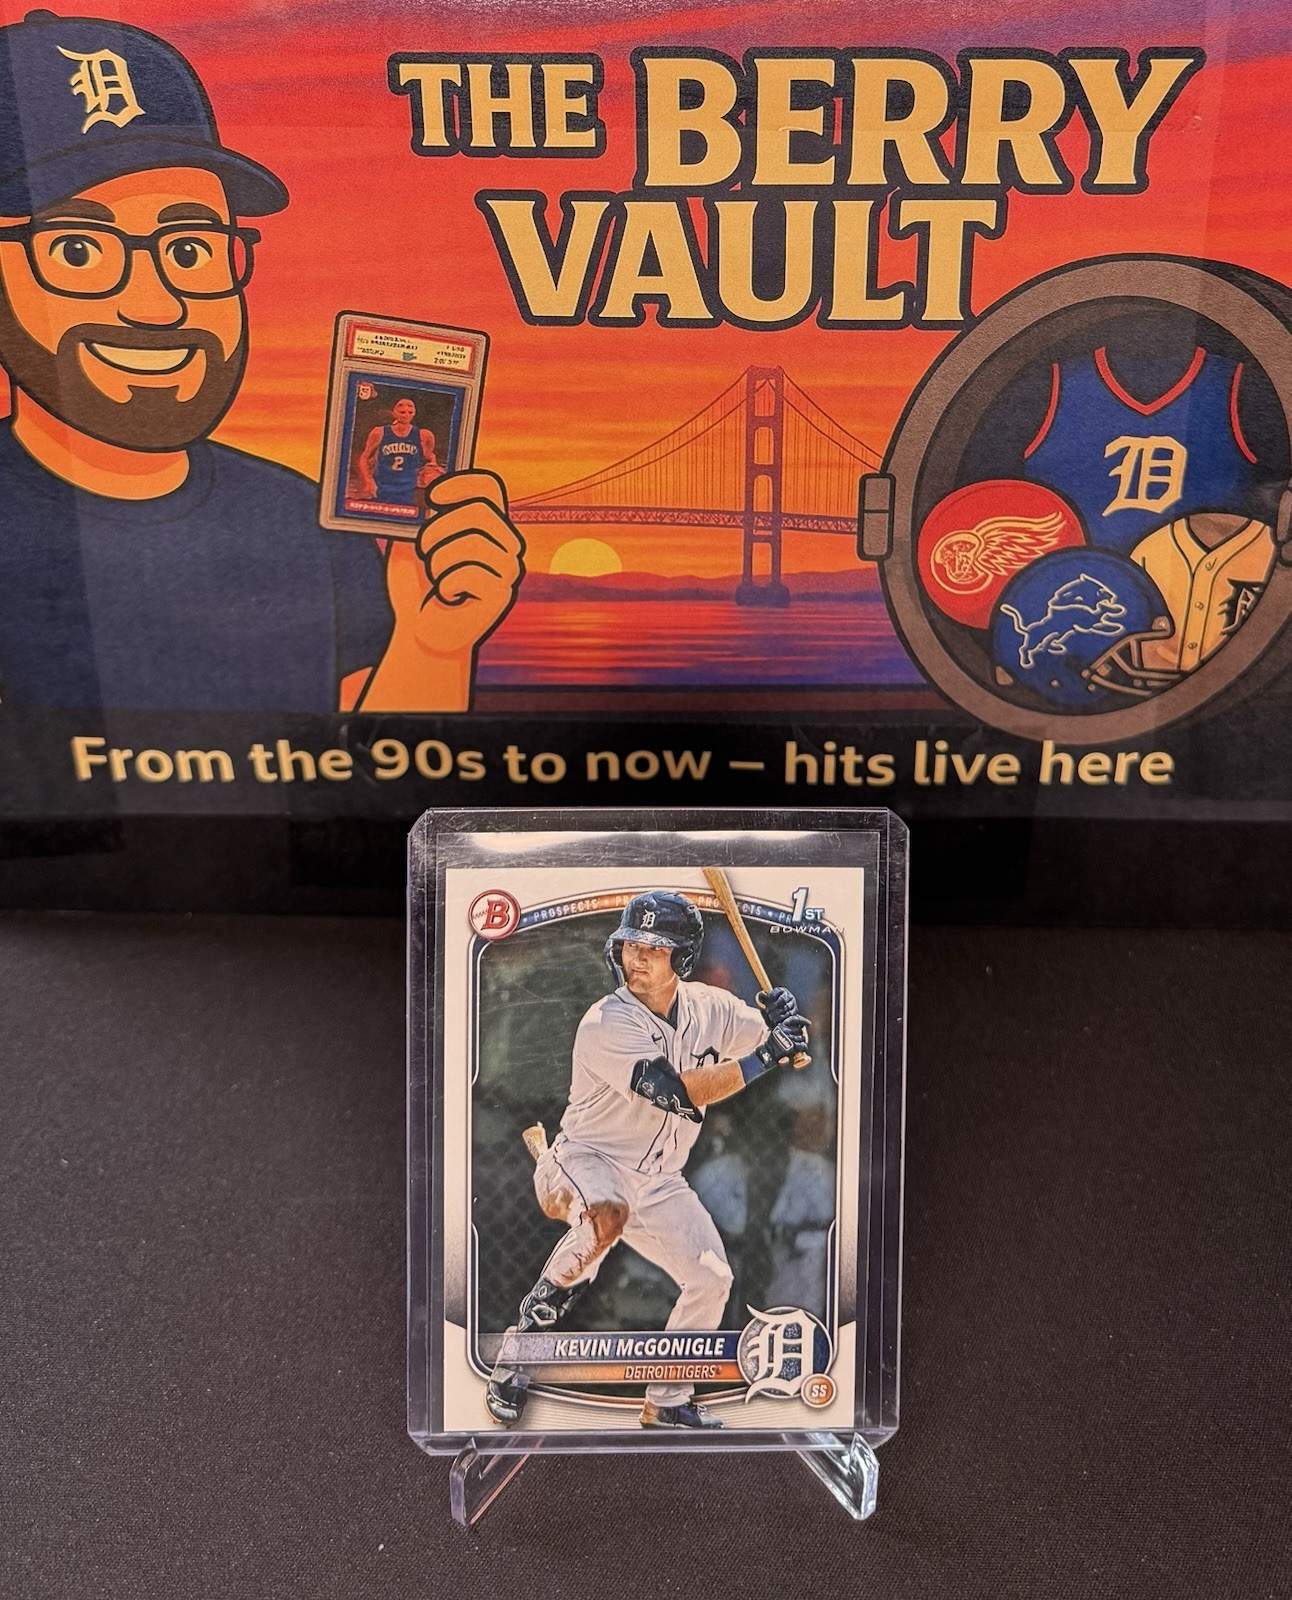 THE BERRY
VAULT
D
2
D
From the 90s to now – hits live here
B
PROSPECTS
1ST
BOWMAN
D
KEVIN McGONIGLE
DETROIT TIGERS
D
SS